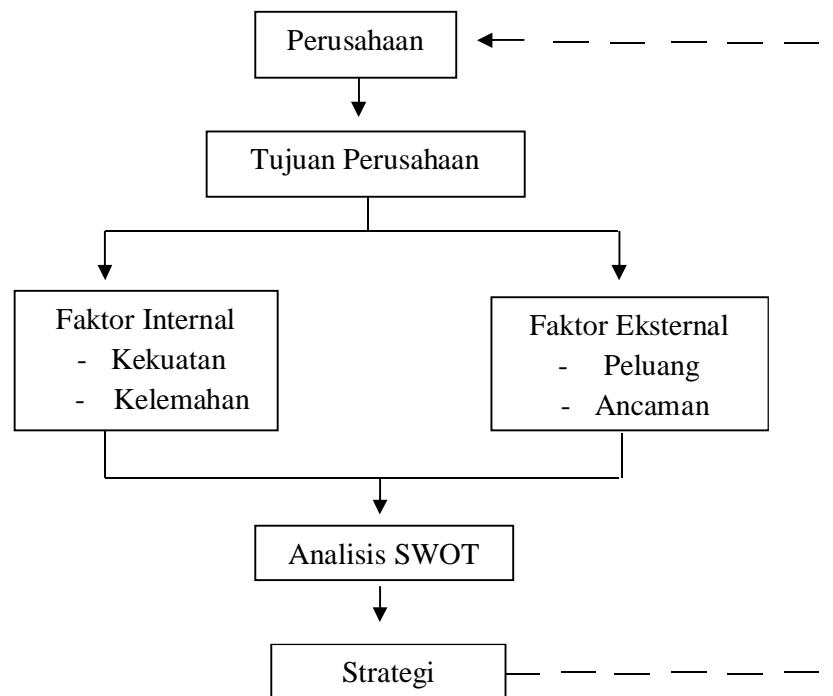 Perusahaan
Tujuan Perusahaan
Faktor Internal
- Kekuatan
- Kelemahan
Faktor Eksternal
- Peluang
- Ancaman
Analisis SWOT
Strategi